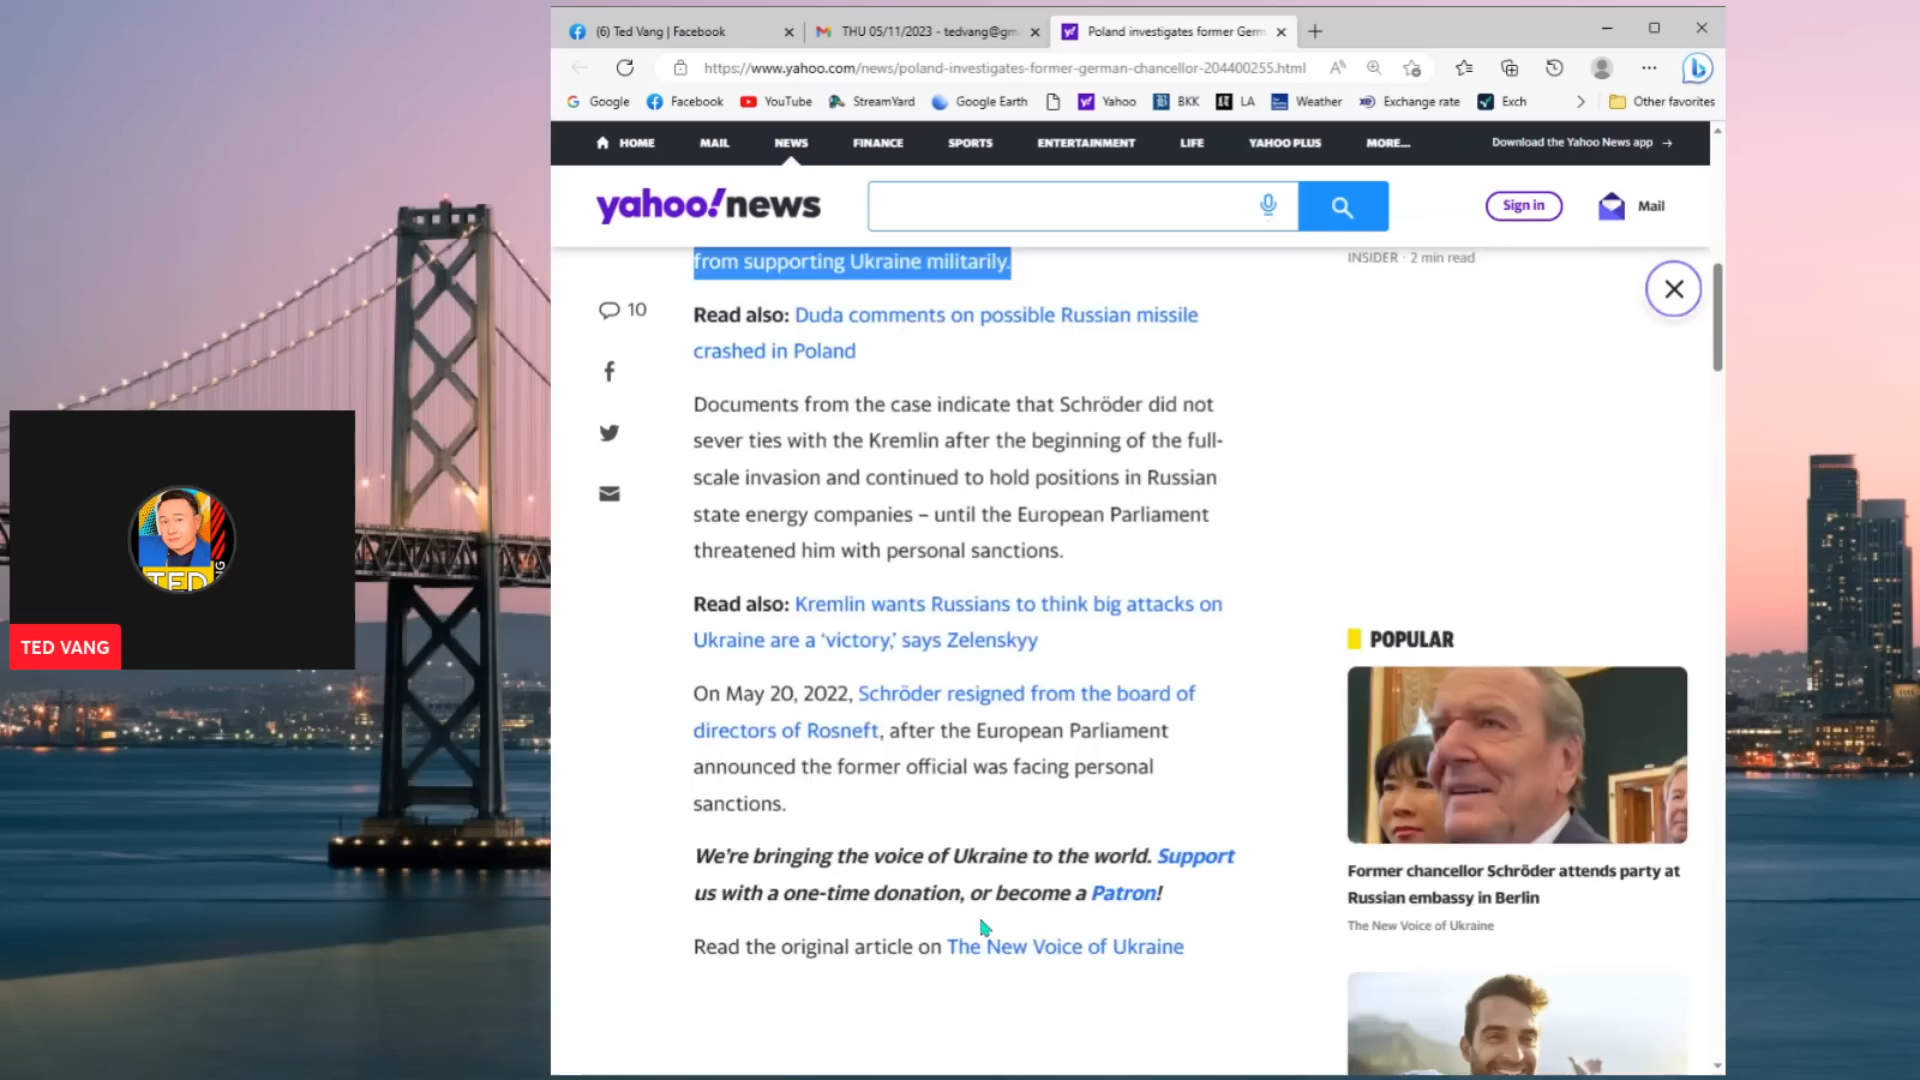 (6) Ted Vang | Facebook
THU 05/11/2023 - tedvang@gm
Poland investigates former Germ
https://www.yahoo.com/news/poland-investigates-former-german-chancellor-204400255.html
Google
Facebook
YouTube
StreamYard
Google Earth
Yahoo
BKK
LA
Weather
Exchange rate
Exch
Other favorites
HOME
MAIL
NEWS
FINANCE
SPORTS
ENTERTAINMENT
LIFE
YAHOO PLUS
MORE...
Download the Yahoo News app →
yahoo!news
Sign in
Mail
from supporting Ukraine militarily.
INSIDER · 2 min read
10
Read also: Duda comments on possible Russian missile
crashed in Poland
Documents from the case indicate that Schröder did not
sever ties with the Kremlin after the beginning of the full-
scale invasion and continued to hold positions in Russian
state energy companies – until the European Parliament
threatened him with personal sanctions.
Read also: Kremlin wants Russians to think big attacks on
Ukraine are a ‘victory,’ says Zelenskyy
On May 20, 2022, Schröder resigned from the board of
directors of Rosneft, after the European Parliament
announced the former official was facing personal
sanctions.
We’re bringing the voice of Ukraine to the world. Support
us with a one-time donation, or become a Patron!
Read the original article on The New Voice of Ukraine
POPULAR
Former chancellor Schröder attends party at
Russian embassy in Berlin
The New Voice of Ukraine
TED
TED VANG